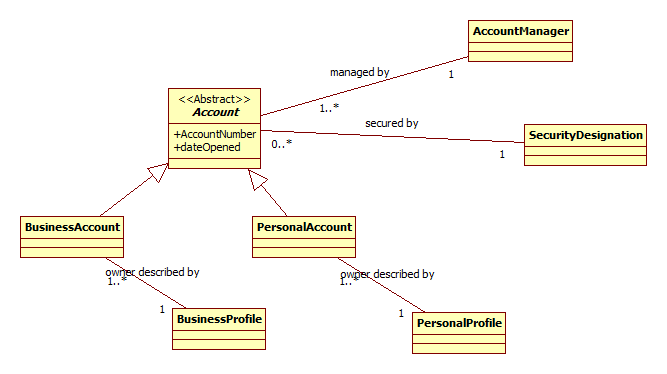 AccountManager
managed by
1
<<Abstract>>
Account
1..*
secured by
+AccountNumber
+dateOpened
0..*
SecurityDesignation
1
BusinessAccount
PersonalAccount
owner described by
1..*
owner described by
1..*
1
BusinessProfile
1
PersonalProfile